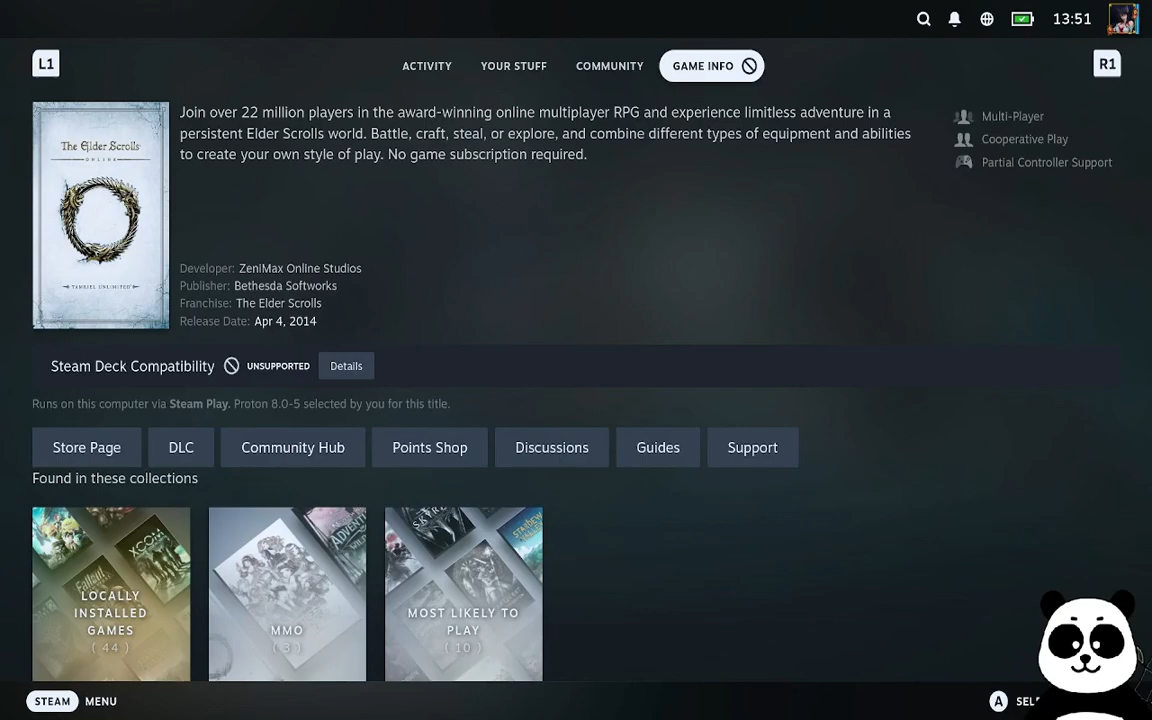 13:51
L1
ACTIVITY
YOUR STUFF
COMMUNITY
GAME INFO
R1
The Elder Scrolls
ONLINE
TAMRIEL UNLIMITED
Join over 22 million players in the award-winning online multiplayer RPG and experience limitless adventure in a
persistent Elder Scrolls world. Battle, craft, steal, or explore, and combine different types of equipment and abilities
to create your own style of play. No game subscription required.
Multi-Player
Cooperative Play
Partial Controller Support
Developer: ZeniMax Online Studios
Publisher: Bethesda Softworks
Franchise: The Elder Scrolls
Release Date: Apr 4, 2014
Steam Deck Compatibility
UNSUPPORTED
Details
Runs on this computer via Steam Play. Proton 8.0-5 selected by you for this title.
Store Page
DLC
Community Hub
Points Shop
Discussions
Guides
Support
Found in these collections
XCOM
Fallout
LOCALLY
INSTALLED
GAMES
( 44 )
MMO
( 3 )
MOST LIKELY TO
PLAY
( 10 )
STEAM
MENU
A